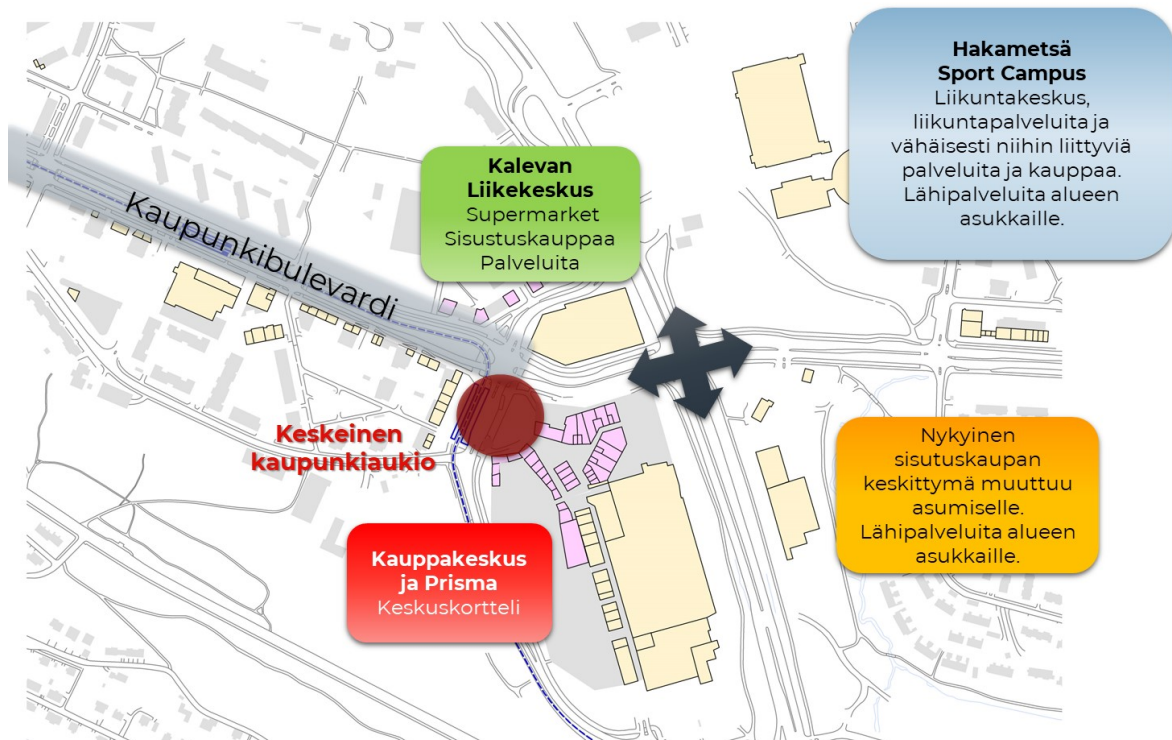 Hakametsä
Sport Campus
Liikuntakeskus,
liikuntapalveluita ja
vähäisesti niihin liittyviä
palveluita ja kauppaa.
Lähipalveluita alueen
asukkaille.
Kalevan
Liikekeskus
Supermarket
Sisustuskauppaa
Palveluita
Kaupunkibulevardi
Keskeinen
kaupunkiaukio
Nykyinen
sisutuskaupan
keskittymä muuttuu
asumiselle.
Lähipalveluita alueen
asukkaille.
Kauppakeskus
ja Prisma
Keskuskortteli